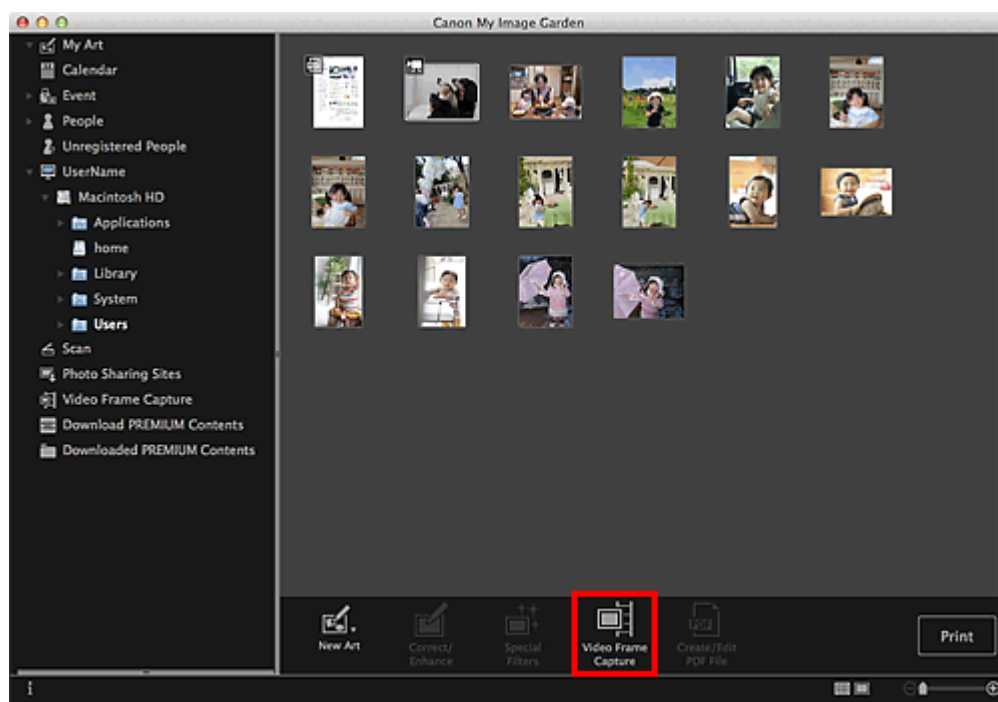 Canon My Image Garden
My Art
Calendar
Event
People
Unregistered People
UserName
Macintosh HD
Applications
home
Library
System
Users
Scan
Photo Sharing Sites
Video Frame Capture
Download PREMIUM Contents
Downloaded PREMIUM Contents
New Art
Correct/
Enhance
Special
Filters
Video Frame
Capture
Create/Edit
PDF File
Print